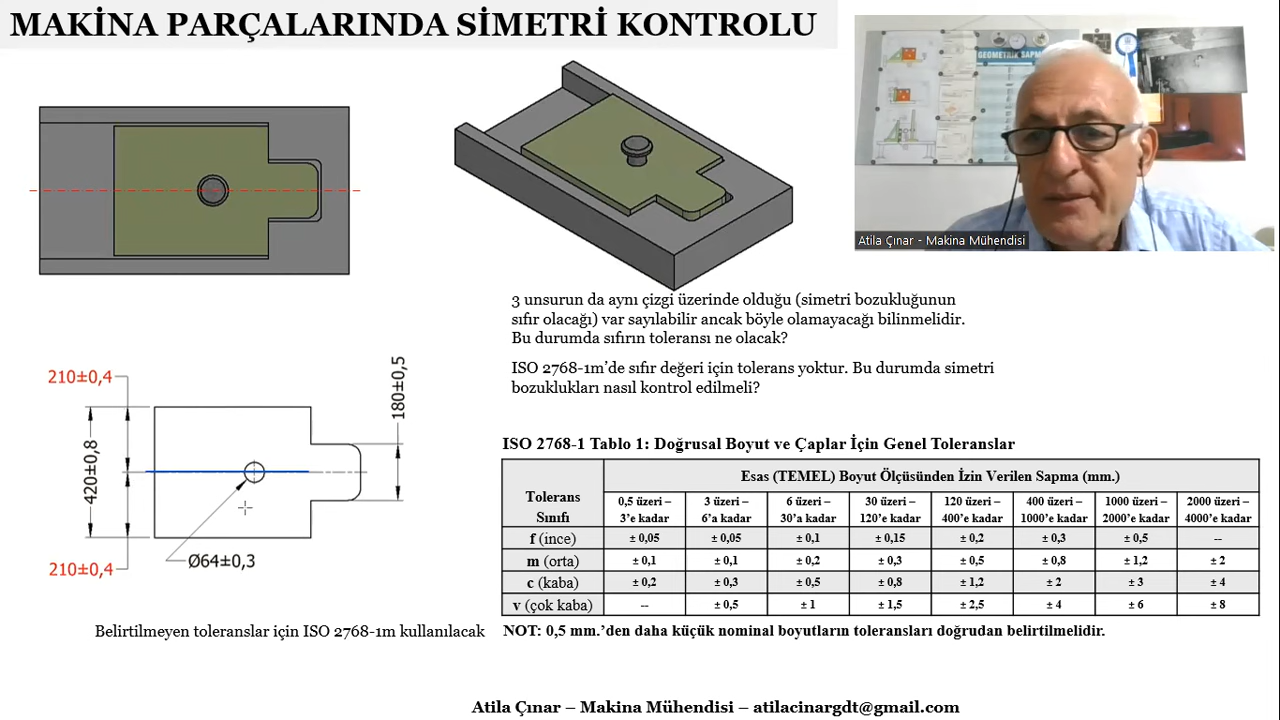 MAKİNA PARÇALARINDA SİMETRİ KONTROLU
GEOMETRİK SAPMA
Atila Çınar - Makina Mühendisi
3 unsurun da aynı çizgi üzerinde olduğu (simetri bozukluğunun
sıfır olacağı) var sayılabilir ancak böyle olamayacağı bilinmelidir.
Bu durumda sıfırın toleransı ne olacak?
ISO 2768-1m’de sıfır değeri için tolerans yoktur. Bu durumda simetri
bozuklukları nasıl kontrol edilmeli?
210±0,4
420±0,8
210±0,4
180±0,5
Ø64±0,3
Belirtilmeyen toleranslar için ISO 2768-1m kullanılacak
ISO 2768-1 Tablo 1: Doğrusal Boyut ve Çaplar İçin Genel Toleranslar
Tolerans Sınıfı
Esas (TEMEL) Boyut Ölçüsünden İzin Verilen Sapma (mm.)
0,5 üzeri – 3’e kadar
3 üzeri – 6’a kadar
6 üzeri – 30’a kadar
30 üzeri – 120’e kadar
120 üzeri – 400’e kadar
400 üzeri – 1000’e kadar
1000 üzeri – 2000’e kadar
2000 üzeri – 4000’e kadar
f (ince) ± 0,05 ± 0,05 ± 0,1 ± 0,15 ± 0,2 ± 0,3 ± 0,5 --
m (orta) ± 0,1 ± 0,1 ± 0,2 ± 0,3 ± 0,5 ± 0,8 ± 1,2 ± 2
c (kaba) ± 0,2 ± 0,3 ± 0,5 ± 0,8 ± 1,2 ± 2 ± 3 ± 4
v (çok kaba) -- ± 0,5 ± 1 ± 1,5 ± 2,5 ± 4 ± 6 ± 8
NOT: 0,5 mm.’den daha küçük nominal boyutların toleransları doğrudan belirtilmelidir.
Atila Çınar – Makina Mühendisi – atilacinargdt@gmail.com